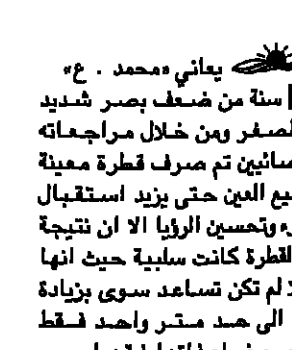 يعاني «محمد . ع»
سنة من ضعف بصر شديد
لصغر ومن خلال مراجعاته
صائيين تم صرف قطرة معينة
يع العين حتى يزيد استقبال
وتحسين الرؤيا الا ان نتيجة
لقطرة كانت سلبية حيث انها
لم تكن تساعد سوى بزيادة
الى حد متر واحد فقط